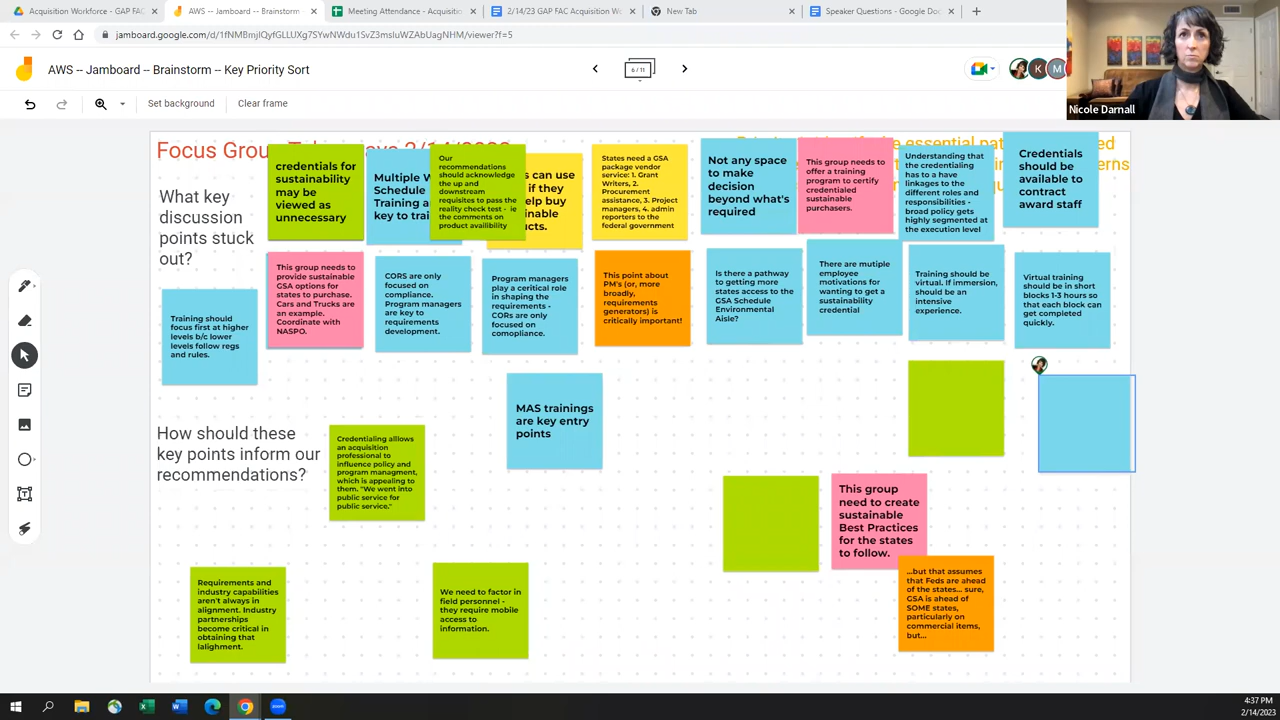 Acquisition Workforce - GAP FAC
AWS -- Jamboard -- Brainstorm
Meeting Attendance - Acquisitio
2/14/23 GAP FAC Acquisition Wo
New Tab
Speaker Questions - Google Doc
AWS -- Jamboard -- Brainstorm -- Key Priority Sort
6 / 11
K
M
Set background
Clear frame
Nicole Darnall
Focus Grou
2/14/20
What key
discussion
points stuck
out?
credentials for
sustainability
may be
viewed as
unnecessary
Multiple
Schedule
Training a
key to trai
Our
recommendations
should acknowledge
the up and
downstream
requisites to pass the
reality check test - ie
the comments on
product availibility
s can use
if they
elp buy
inable
cts.
States need a GSA
package vendor
service: 1. Grant
Writers, 2.
Procurement
assistance, 3. Project
managers, 4. admin
reporters to the
federal government
Not any space
to make
decision
beyond what's
required
This group needs to
offer a training
program to certify
credentialed
sustainable
purchasers.
Understanding that
the credentialing
has to a have
linkages to the
different roles and
responsibilities -
broad policy gets
highly segmented at
the execution level
Credentials
should be
available to
contract
award staff
Training should
focus first at higher
levels b/c lower
levels follow regs
and rules.
This group needs to
provide sustainable
GSA options for
states to purchase.
Cars and Trucks are
an example.
Coordinate with
NASPO.
CORS are only
focused on
compliance.
Program managers
are key to
requirements
development.
Program managers
play a ceritical role in
shaping the
requirements -
CORs are only
focused on
comopliance.
This point about
PM's (or, more
broadly,
requirements
generators) is
critically important!
Is there a pathway
to getting more
states access to the
GSA Schedule
Environmental
Aisle?
There are mutiple
employee
motivations for
wanting to get a
sustainability
credential
Training should be
virtual. If immersion,
should be an
intensive
experience.
Virtual training
should be in short
blocks 1-3 hours so
that each block can
get completed
quickly.
How should these
key points inform our
recommendations?
Credentialing alloows
an acquisition
professional to
influence policy and
program managment,
which is appealing to
them. "We went into
public service for
public service."
MAS trainings
are key entry
points
This group
need to create
sustainable
Best Practices
for the states
to follow.
...but that assumes
that Feds are ahead
of the states... sure,
GSA is ahead of
SOME states,
particularly on
commercial items,
but...
Requirements and
industry capabilities
aren't always in
alignment. Industry
partnerships
become critical in
obtaining that
lalighment.
We need to factor in
field personnel -
they require mobile
access to
information.
4:37 PM
2/14/2023